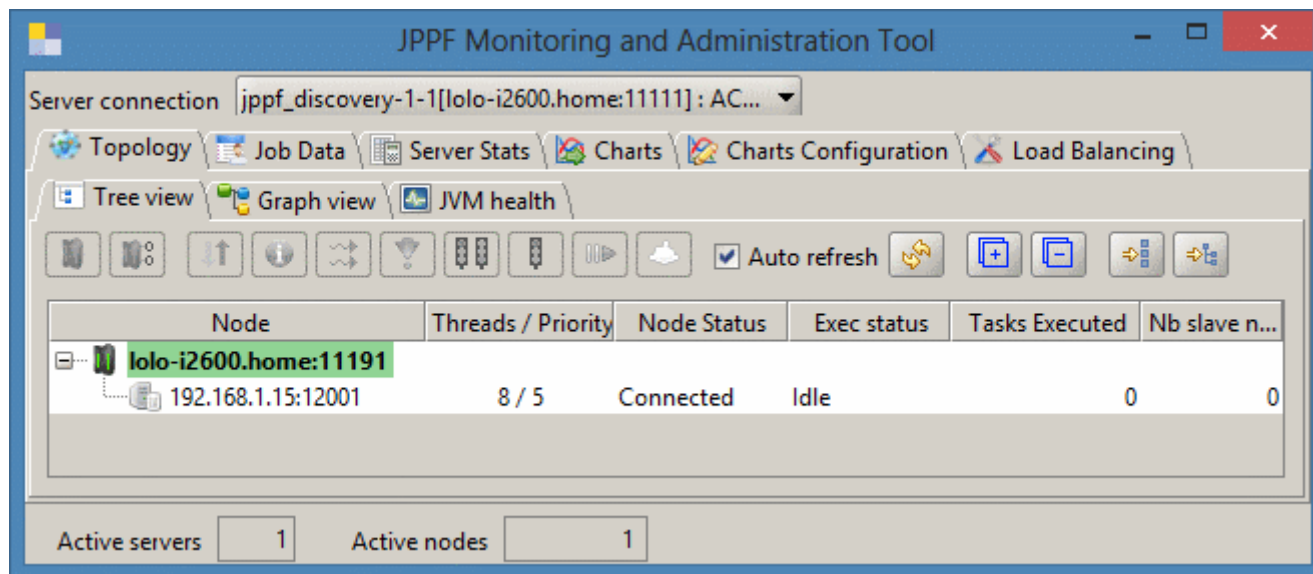 JPPF Monitoring and Administration Tool
Server connection jppf_discovery-1-1[lolo-i2600.home:11111] : AC...
Topology Job Data Server Stats Charts Charts Configuration Load Balancing
Tree view Graph view JVM health
Auto refresh
Node Threads / Priority Node Status Exec status Tasks Executed Nb slave n...
lolo-i2600.home:11191
192.168.1.15:12001 8 / 5 Connected Idle 0 0
Active servers 1 Active nodes 1